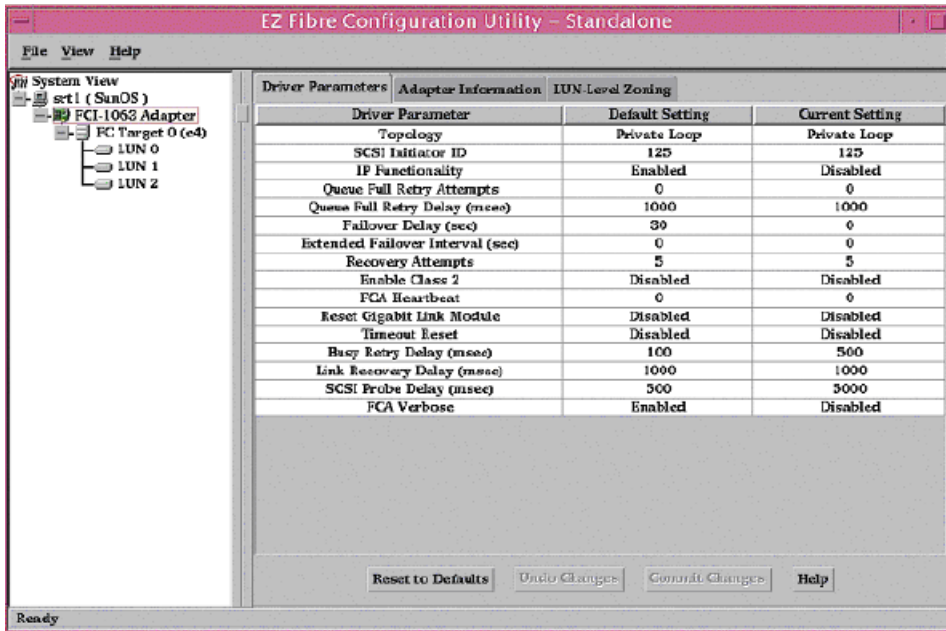 EZ Fibre Configuration Utility – Standalone
File View Help
jni System View
srt1 ( SunOS )
FCI-1063 Adapter
FC Target 0 (e4)
LUN 0
LUN 1
LUN 2
Driver Parameters Adapter Information LUN-Level Zoning
Driver Parameter Default Setting Current Setting
Topology Private Loop Private Loop
SCSI Initiator ID 125 125
IP Functionality Enabled Disabled
Queue Full Retry Attempts 0 0
Queue Full Retry Delay (msec) 1000 1000
Failover Delay (sec) 30 0
Extended Failover Interval (sec) 0 0
Recovery Attempts 5 5
Enable Class 2 Disabled Disabled
FCA Heartbeat 0 0
Reset Gigabit Link Module Disabled Disabled
Timeout Reset Disabled Disabled
Busy Retry Delay (msec) 100 500
Link Recovery Delay (msec) 1000 1000
SCSI Probe Delay (msec) 500 5000
FCA Verbose Enabled Disabled
Reset to Defaults Undo Changes Commit Changes Help
Ready